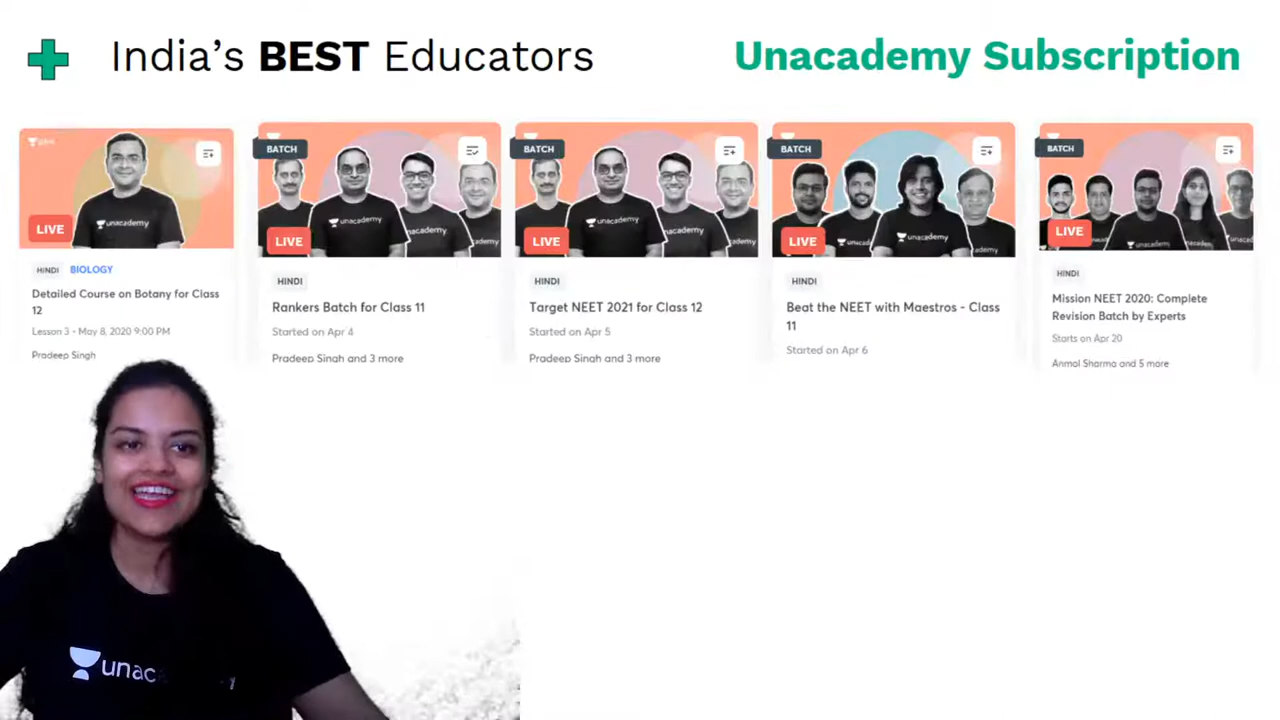 India's BEST Educators
Unacademy Subscription
LIVE
HINDI BIOLOGY
Detailed Course on Botany for Class
12
Lesson 3 • May 8, 2020 9:00 PM
Pradeep Singh
BATCH
unacademy
LIVE
HINDI
Rankers Batch for Class 11
Started on Apr 4
Pradeep Singh and 3 more
BATCH
unacademy
LIVE
HINDI
Target NEET 2021 for Class 12
Started on Apr 5
Pradeep Singh and 3 more
BATCH
unacademy
LIVE
HINDI
Beat the NEET with Maestros - Class
11
Started on Apr 6
BATCH
LIVE
HINDI
Mission NEET 2020: Complete
Revision Batch by Experts
Starts on Apr 20
Anmol Sharma and 5 more
unac